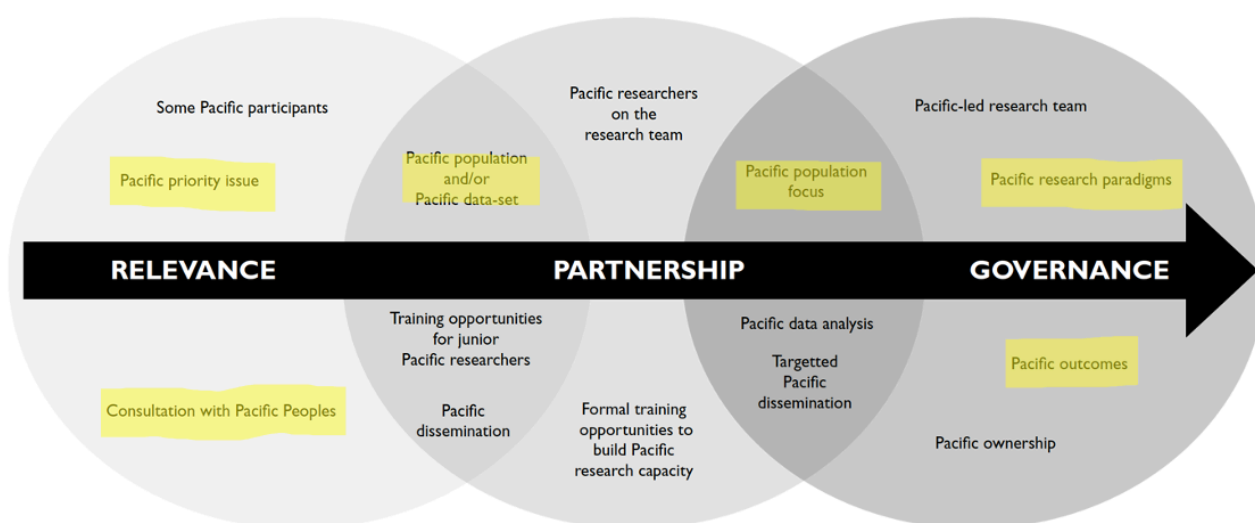 Some Pacific participants
Pacific priority issue
Pacific population
and/or
Pacific data-set
Pacific researchers
on the
research team
Pacific population
focus
Pacific-led research team
Pacific research paradigms
RELEVANCE
PARTNERSHIP
GOVERNANCE
Consultation with Pacific Peoples
Training opportunities
for junior
Pacific researchers
Pacific
dissemination
Formal training
opportunities to
build Pacific
research capacity
Pacific data analysis
Targetted
Pacific
dissemination
Pacific outcomes
Pacific ownership